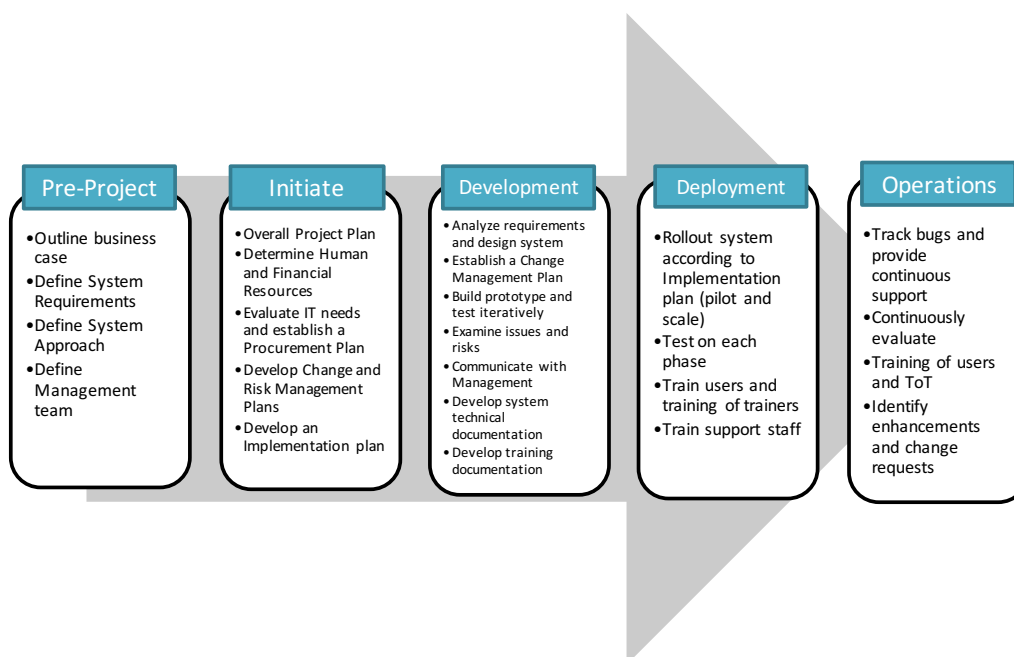 Pre-Project
•Outline business
case
•Define System
Requirements
•Define System
Approach
•Define
Management
team
Initiate
•Overall Project Plan
•Determine Human
and Financial
Resources
•Evaluate IT needs
and establish a
Procurement Plan
•Develop Change and
Risk Management
Plans
•Develop an
Implementation plan
Development
•Analyze requirements
and design system
•Establish a Change
Management Plan
•Build prototype and
test iteratively
•Examine issues and
risks
•Communicate with
Management
•Develop system
technical
documentation
•Develop training
documentation
Deployment
•Rollout system
according to
Implementation
plan (pilot and
scale)
•Test on each
phase
•Train users and
training of trainers
•Train support staff
Operations
•Track bugs and
provide
continuous
support
•Continuously
evaluate
•Training of users
and ToT
•Identify
enhancements
and change
requests